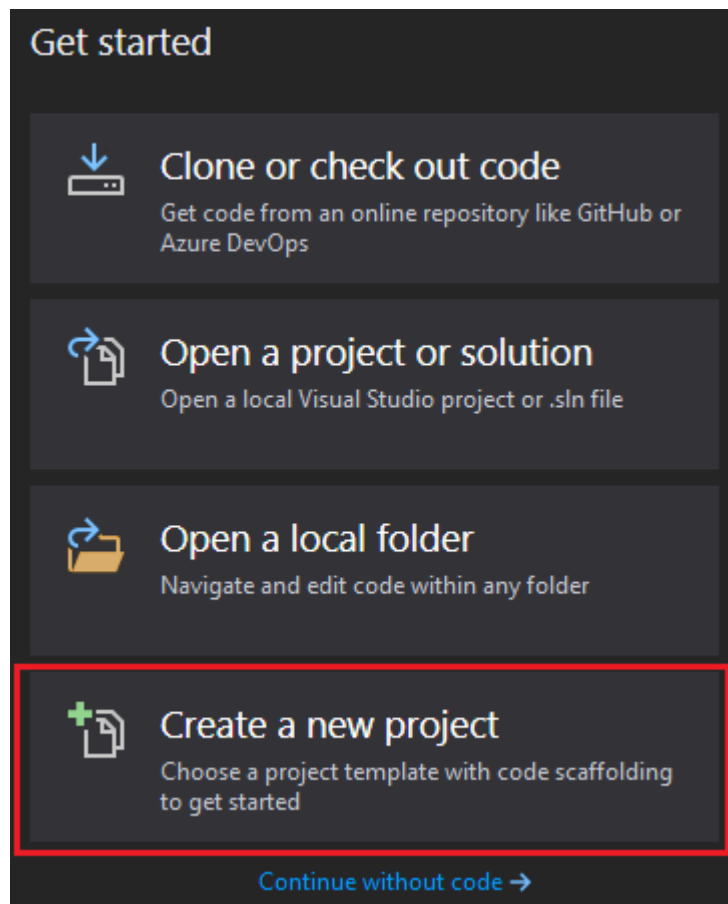 Get started
Clone or check out code
Get code from an online repository like GitHub or
Azure DevOps
Open a project or solution
Open a local Visual Studio project or .sln file
Open a local folder
Navigate and edit code within any folder
Create a new project
Choose a project template with code scaffolding
to get started
Continue without code →